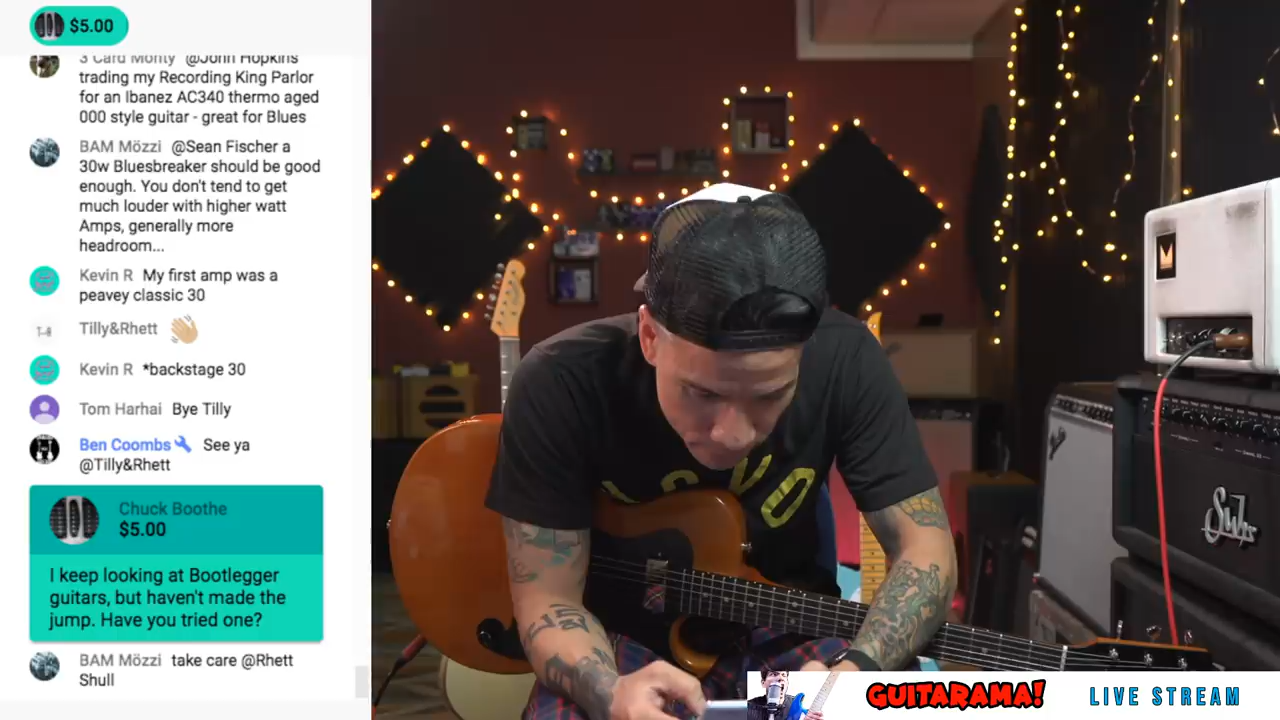 $5.00
3 Card Monty @John Hopkins
trading my Recording King Parlor
for an Ibanez AC340 thermo aged
000 style guitar - great for Blues
BAM Mözzi @Sean Fischer a
30w Bluesbreaker should be good
enough. You don't tend to get
much louder with higher watt
Amps, generally more
headroom...
Kevin R My first amp was a
peavey classic 30
T-R
Tilly&Rhett 👋🏼
Kevin R *backstage 30
Tom Harhai Bye Tilly
Ben Coombs See ya
@Tilly&Rhett
Chuck Boothe
$5.00
I keep looking at Bootlegger
guitars, but haven't made the
jump. Have you tried one?
BAM Mözzi take care @Rhett
Shull
Suhr
GUITARAMA! LIVE STREAM